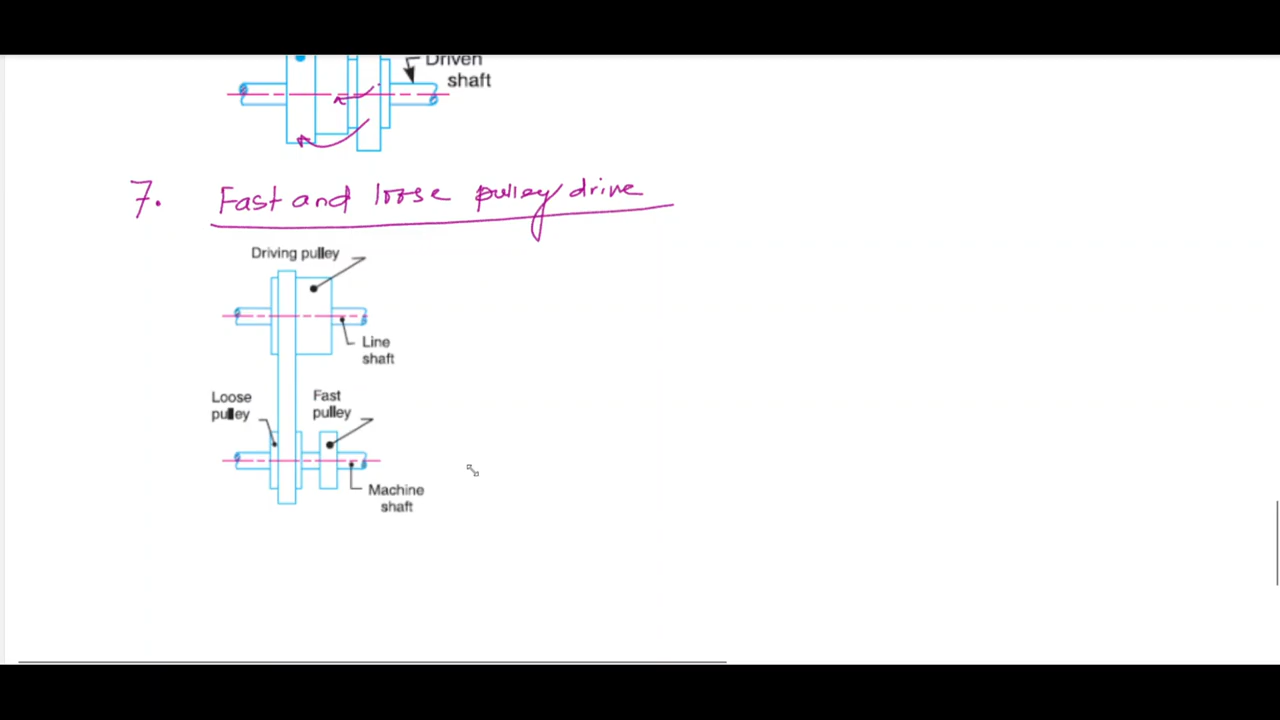 Driven
shaft
7. Fast and loose pulley drive
Driving pulley
Line
shaft
Loose
pulley
Fast
pulley
Machine
shaft